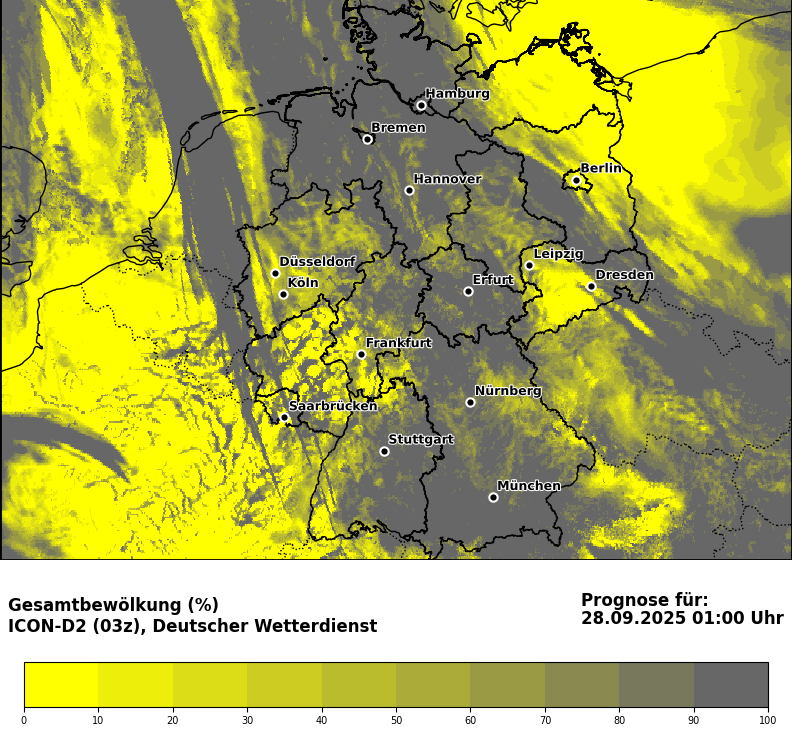 Hamburg
Bremen
Berlin
Hannover
Leipzig
Düsseldorf
Dresden
Köln
Erfurt
Frankfurt
Nürnberg
Saarbrücken
Stuttgart
München
Gesamtbewölkung (%)
ICON-D2 (03z), Deutscher Wetterdienst
Prognose für:
28.09.2025 01:00 Uhr
0 10 20 30 40 50 60 70 80 90 100